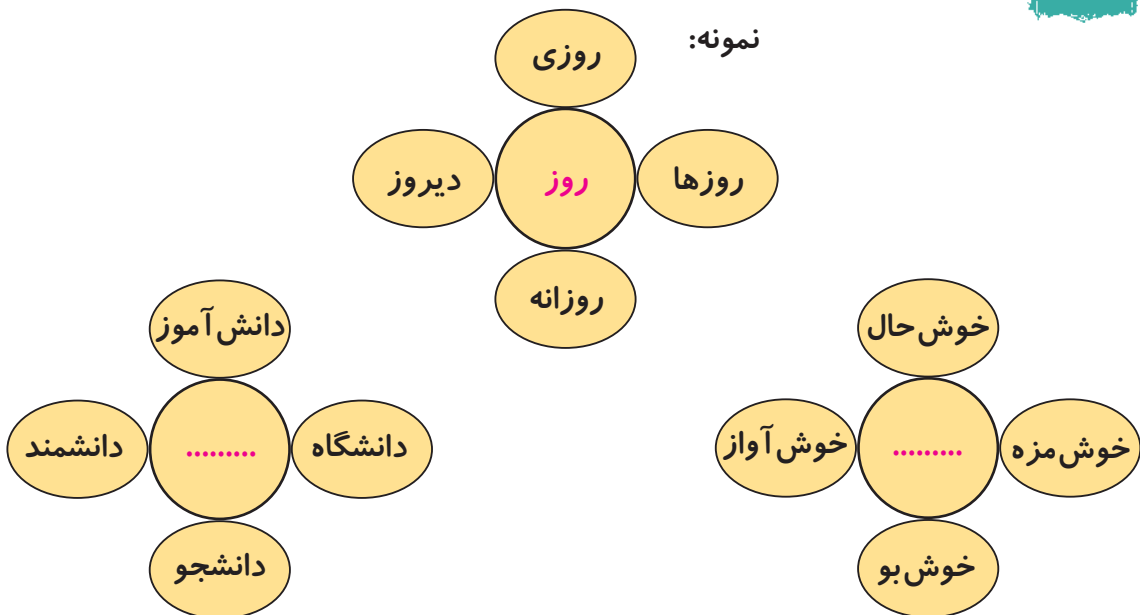 نمونه:
روزی
روزها
روز
دیروز
روزانه
خوش‌حال
خوش‌مزه
.........
خوش‌آواز
خوش‌بو
دانش‌آموز
دانشگاه
.........
دانشمند
دانشجو